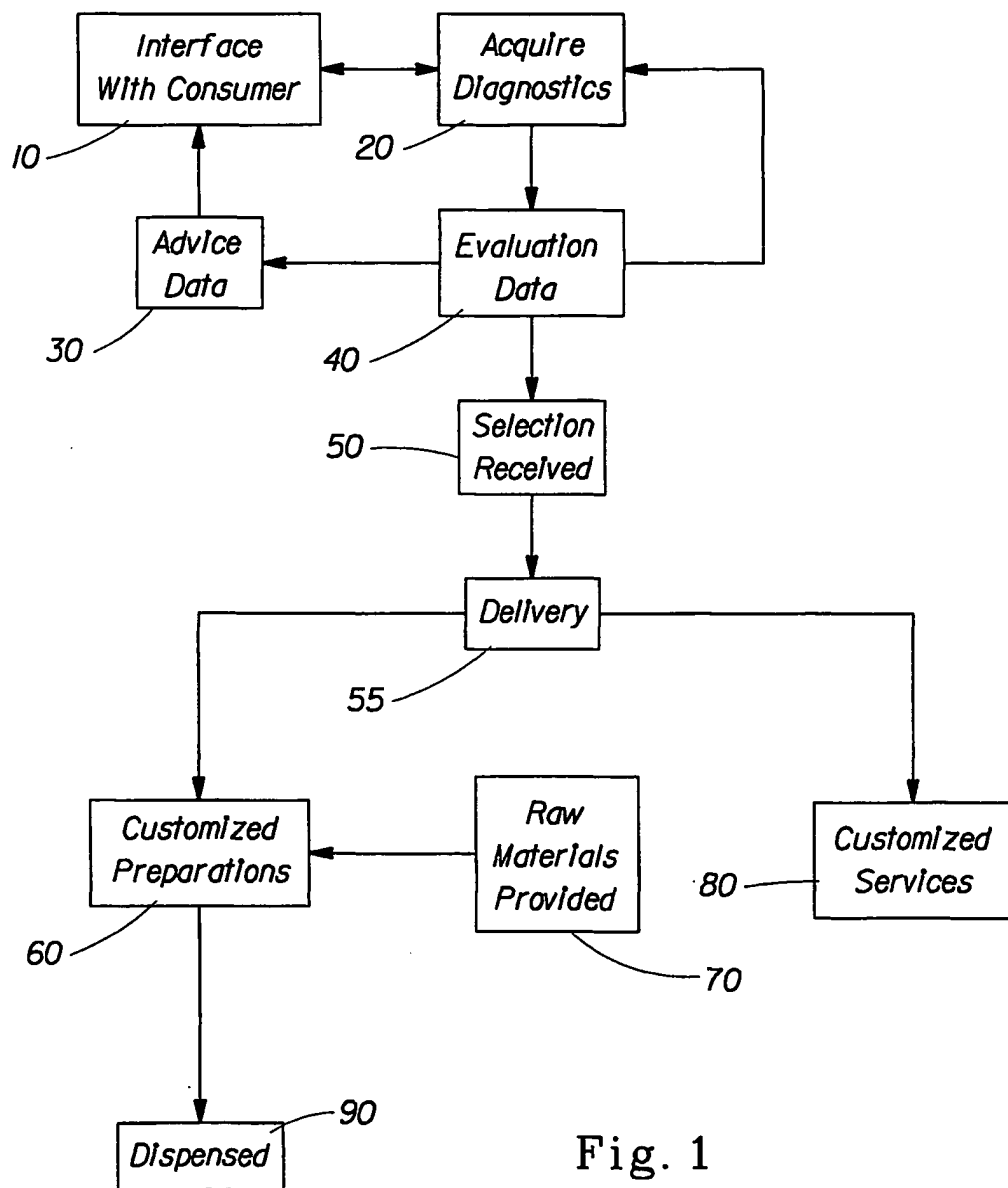 Interface
With Consumer
10
Acquire
Diagnostics
20
Advice
Data
30
Evaluation
Data
40
Selection
Received
50
Delivery
55
Customized
Preparations
60
Raw
Materials
Provided
70
Customized
Services
80
Dispensed
90
Fig. 1